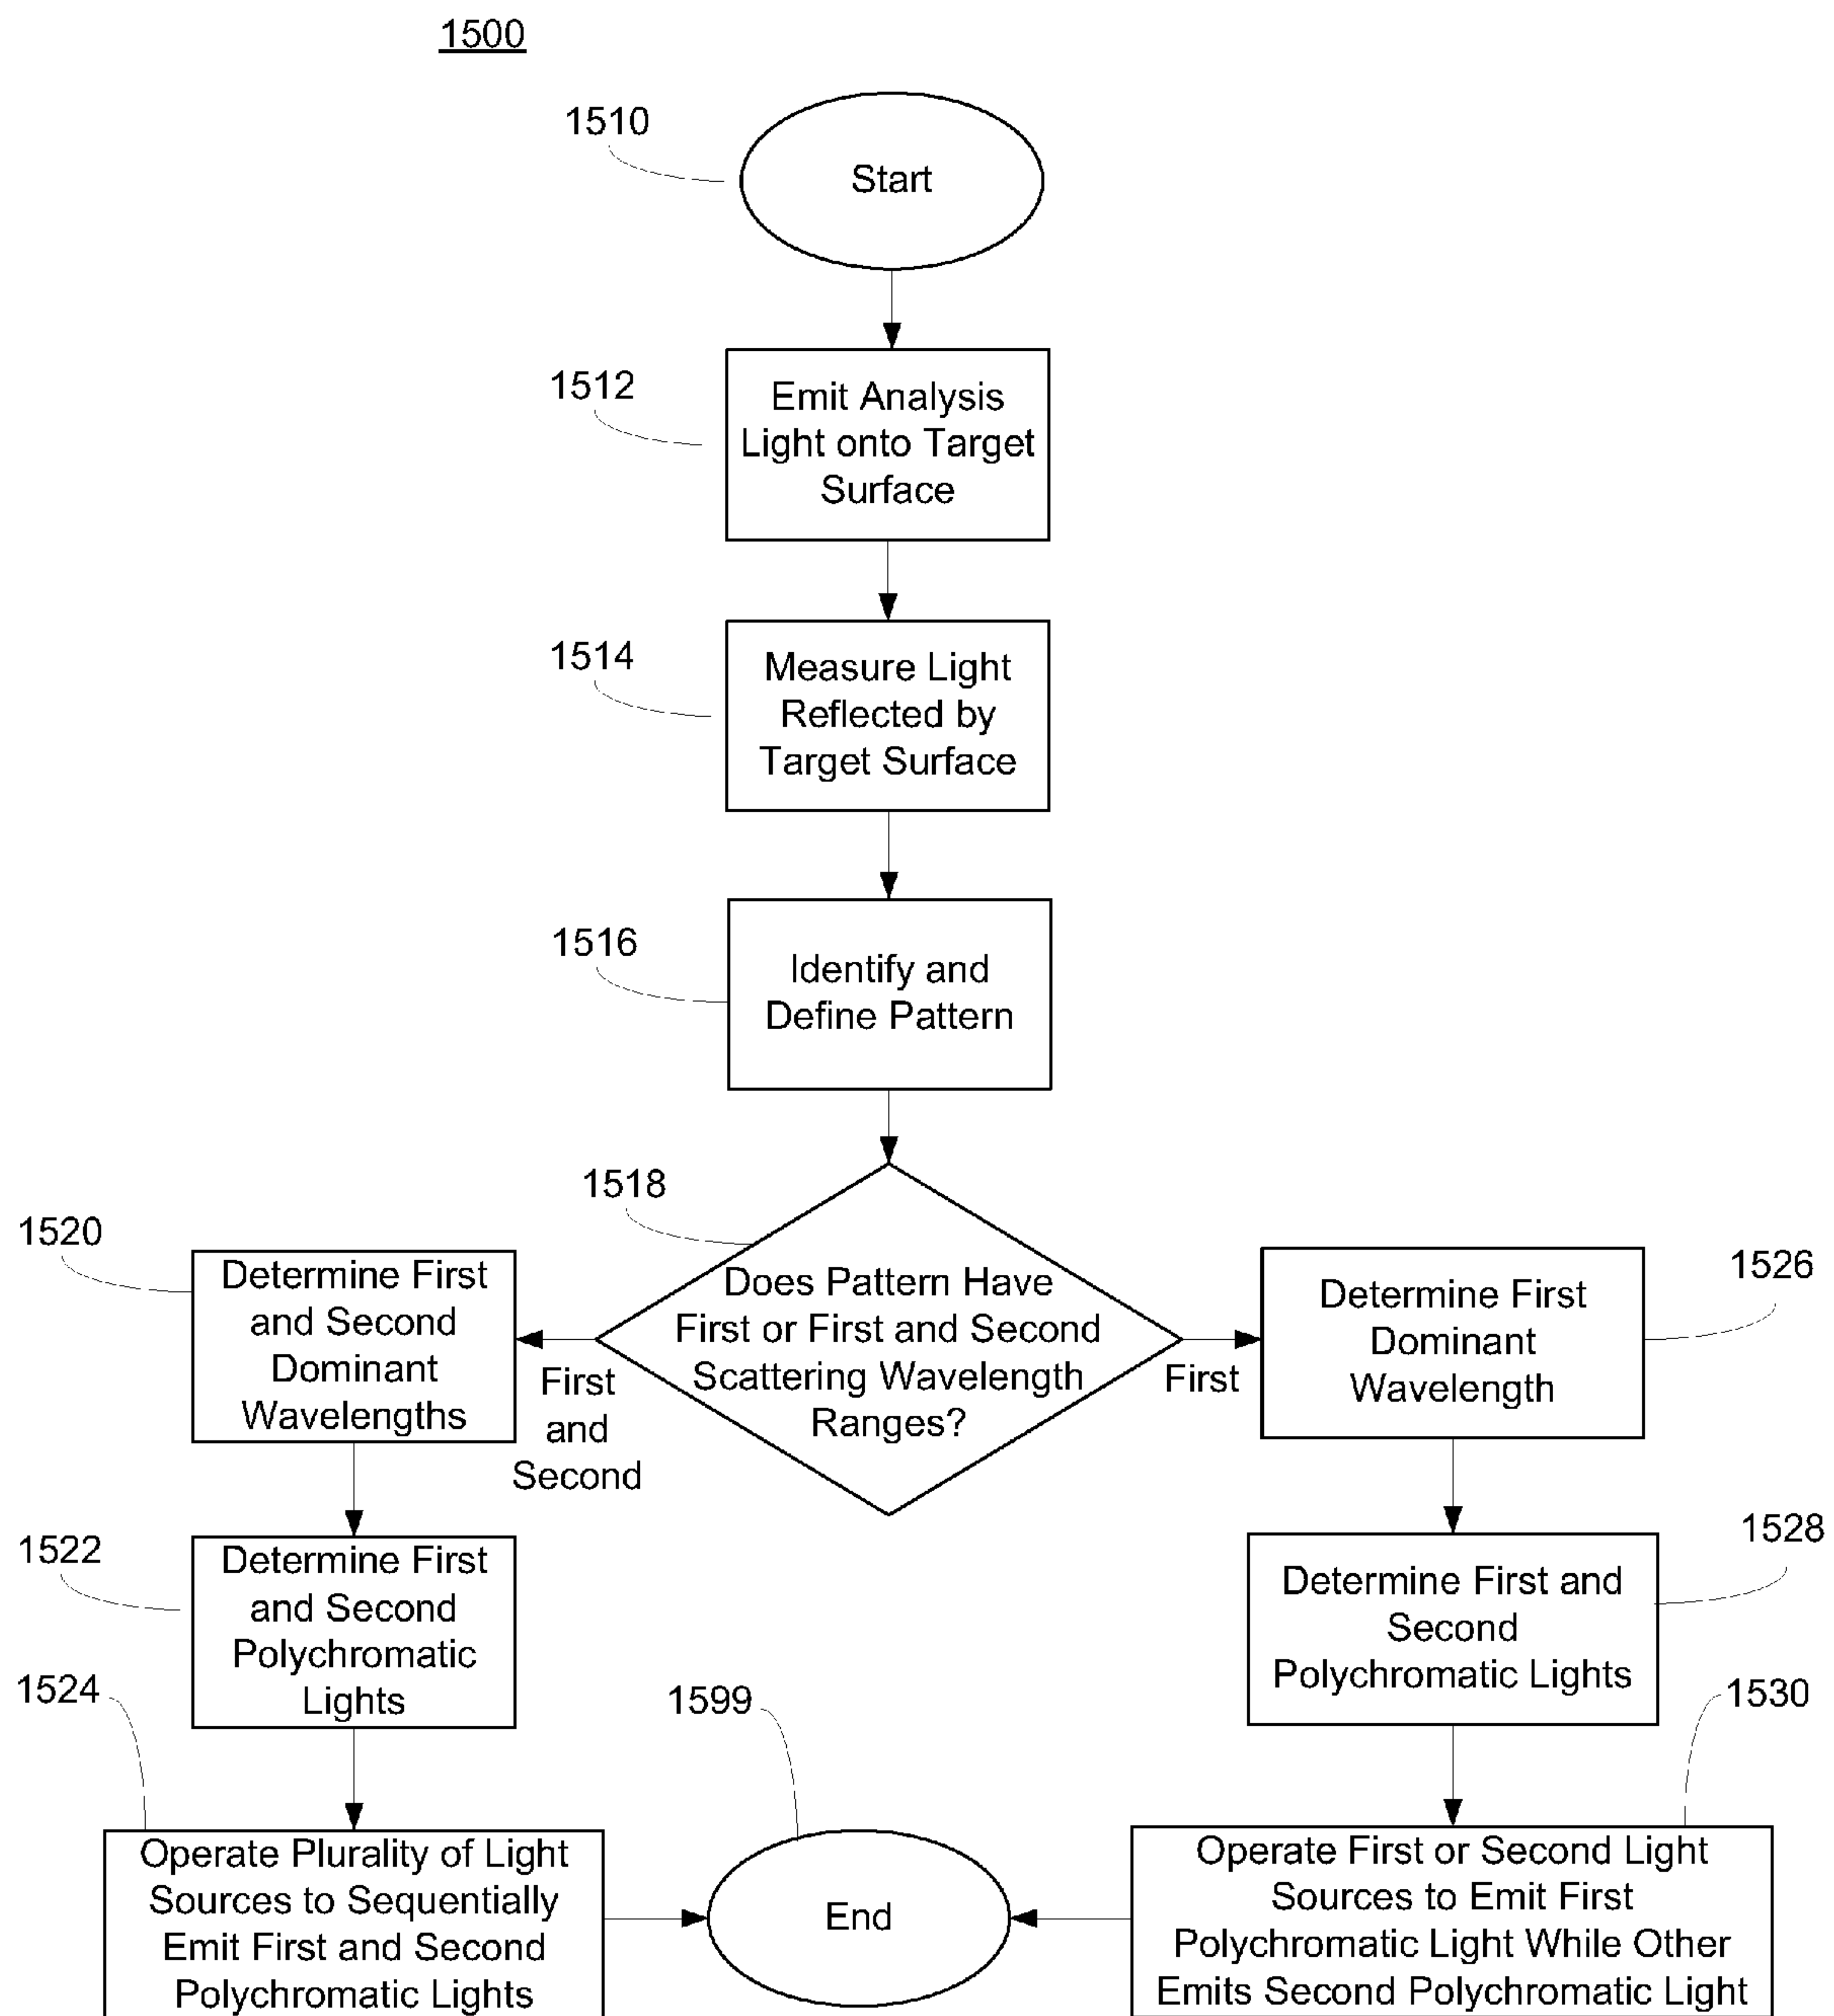 1500
1510
Start
1512
Emit Analysis
Light onto Target
Surface
1514
Measure Light
Reflected by
Target Surface
1516
Identify and
Define Pattern
1518
Does Pattern Have
First or First and Second
Scattering Wavelength
Ranges?
First
and
Second
First
1520
Determine First
and Second
Dominant
Wavelengths
1522
Determine First
and Second
Polychromatic
Lights
1524
Operate Plurality of Light
Sources to Sequentially
Emit First and Second
Polychromatic Lights
1526
Determine First
Dominant
Wavelength
1528
Determine First and
Second
Polychromatic Lights
1530
Operate First or Second Light
Sources to Emit First
Polychromatic Light While Other
Emits Second Polychromatic Light
1599
End